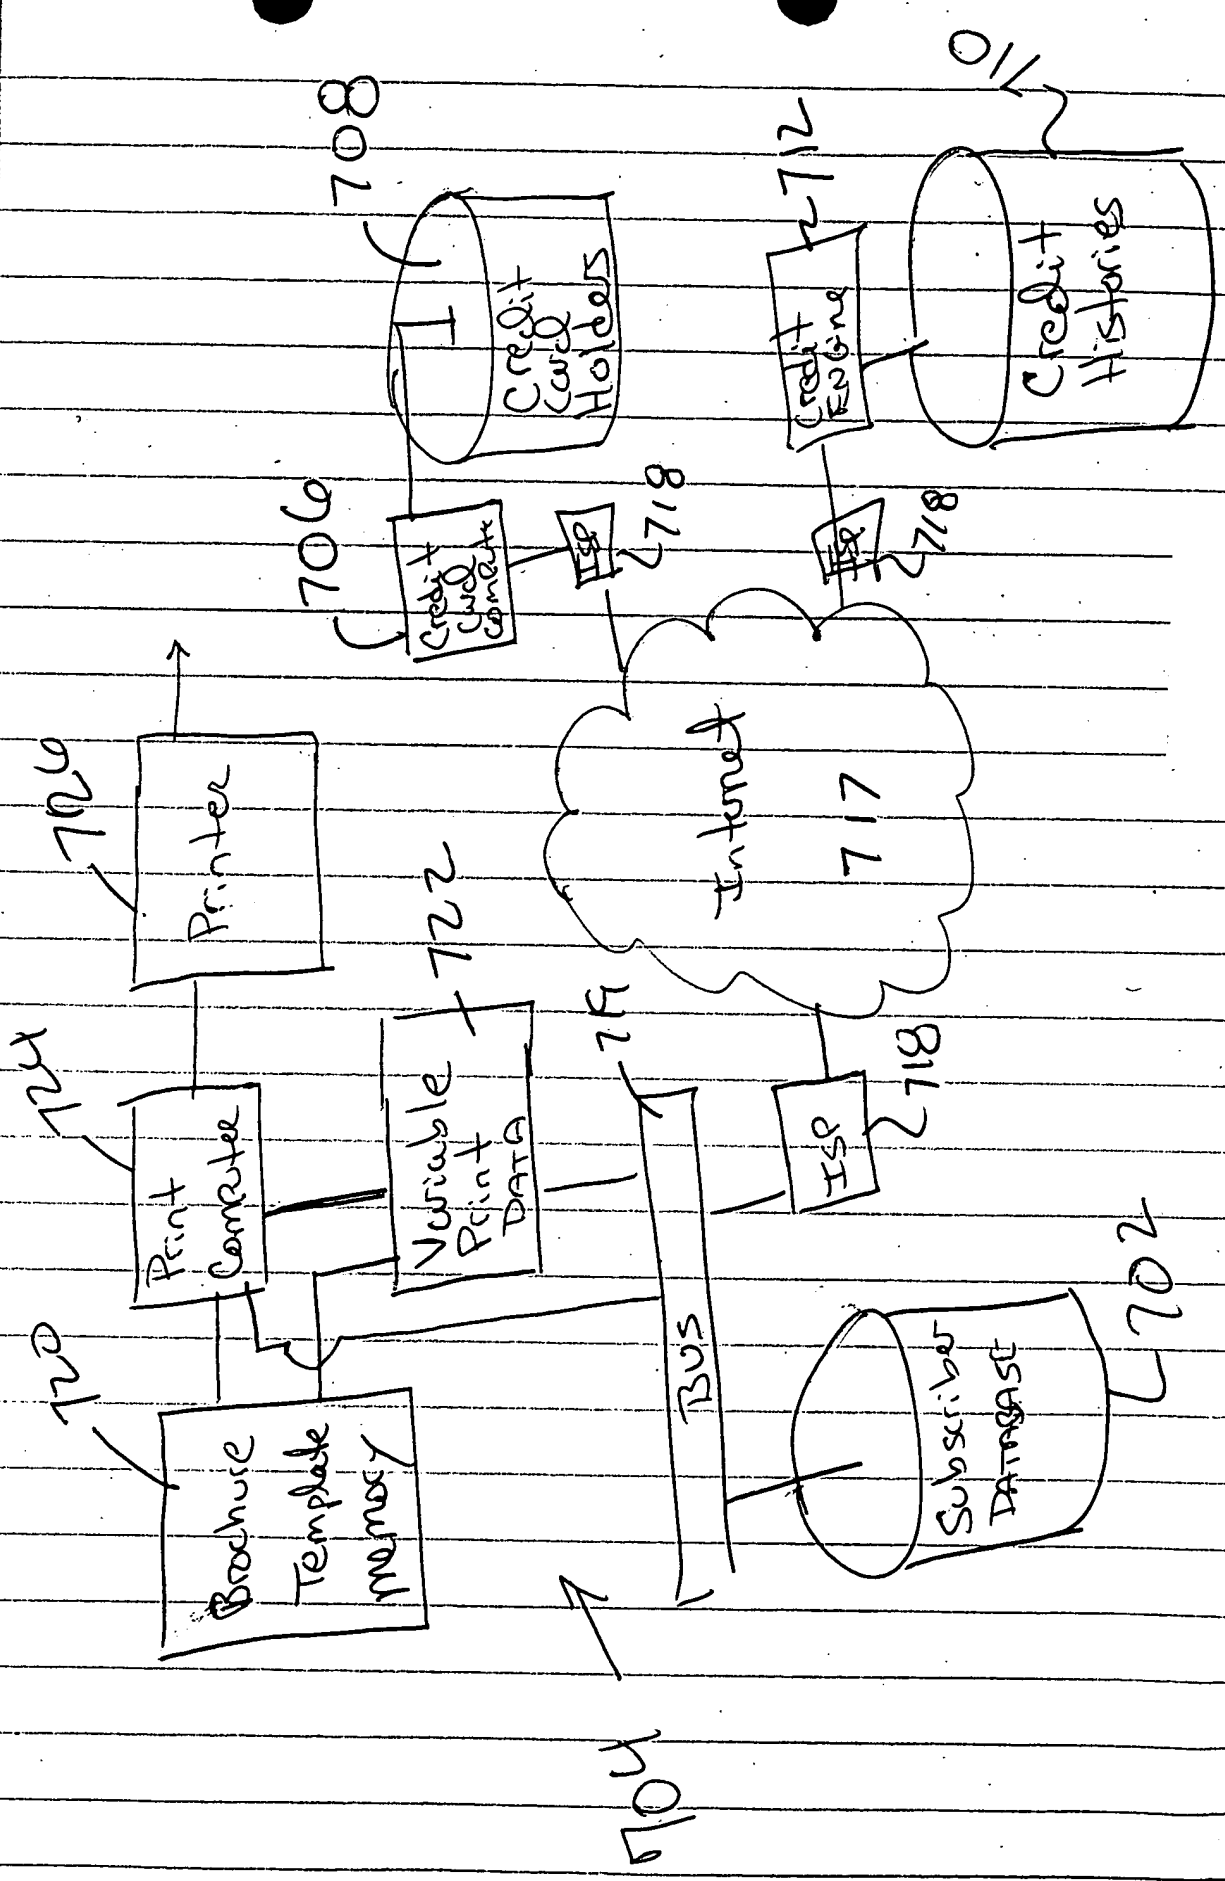 720
724
726
Brochure
Template
memory
Print
Computer
Printer
706
708
Variable
Print
DATA
722
Credit
Card
Compute
Credit
Card
Holders
704
BUS
ISP
718
Internet
717
ISP
718
ISP
718
Credit
Engine
712
Subscriber
DATABASE
702
Credit
Histories
710